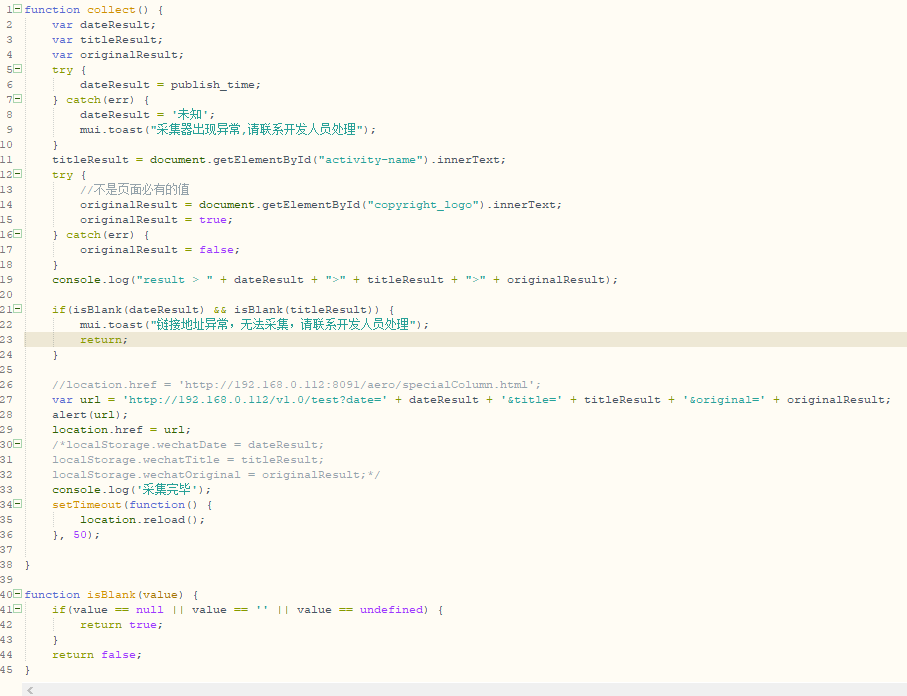 1 function collect() {
2 var dateResult;
3 var titleResult;
4 var originalResult;
5 try {
6 dateResult = publish_time;
7 } catch(err) {
8 dateResult = '未知';
9 mui.toast("采集器出现异常,请联系开发人员处理");
10 }
11 titleResult = document.getElementById("activity-name").innerText;
12 try {
13 //不是页面必有的值
14 originalResult = document.getElementById("copyright_logo").innerText;
15 originalResult = true;
16 } catch(err) {
17 originalResult = false;
18 }
19 console.log("result > " + dateResult + ">" + titleResult + ">" + originalResult);
20
21 if(isBlank(dateResult) && isBlank(titleResult)) {
22 mui.toast("链接地址异常，无法采集，请联系开发人员处理");
23 return;
24 }
25
26 //location.href = 'http://192.168.0.112:8091/aero/specialColumn.html';
27 var url = 'http://192.168.0.112/v1.0/test?date=' + dateResult + '&title=' + titleResult + '&original=' + originalResult;
28 alert(url);
29 location.href = url;
30 /*localStorage.wechatDate = dateResult;
31 localStorage.wechatTitle = titleResult;
32 localStorage.wechatOriginal = originalResult;*/
33 console.log('采集完毕');
34 setTimeout(function() {
35 location.reload();
36 }, 50);
37
38 }
39
40 function isBlank(value) {
41 if(value == null || value == '' || value == undefined) {
42 return true;
43 }
44 return false;
45 }